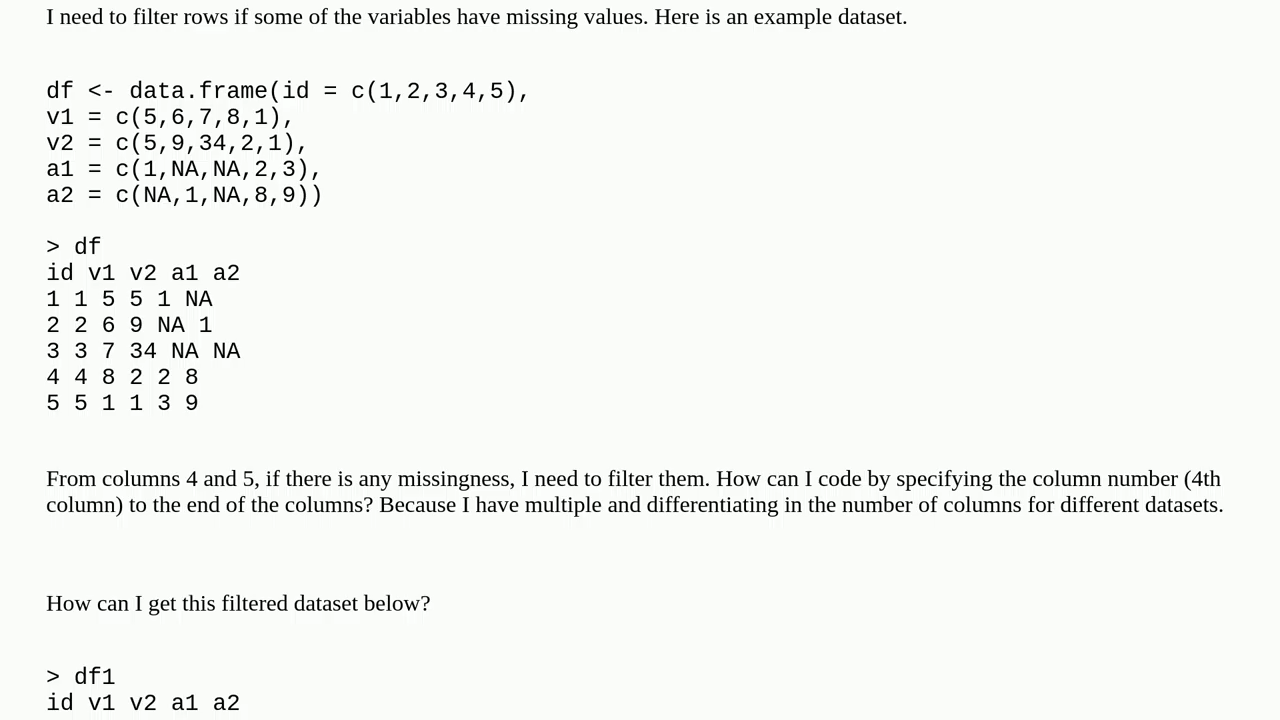 I need to filter rows if some of the variables have missing values. Here is an example dataset.
df <- data.frame(id = c(1,2,3,4,5),
v1 = c(5,6,7,8,1),
v2 = c(5,9,34,2,1),
a1 = c(1,NA,NA,2,3),
a2 = c(NA,1,NA,8,9))
> df
id v1 v2 a1 a2
1 1 5 5 1 NA
2 2 6 9 NA 1
3 3 7 34 NA NA
4 4 8 2 2 8
5 5 1 1 3 9
From columns 4 and 5, if there is any missingness, I need to filter them. How can I code by specifying the column number (4th
column) to the end of the columns? Because I have multiple and differentiating in the number of columns for different datasets.
How can I get this filtered dataset below?
> df1
id v1 v2 a1 a2